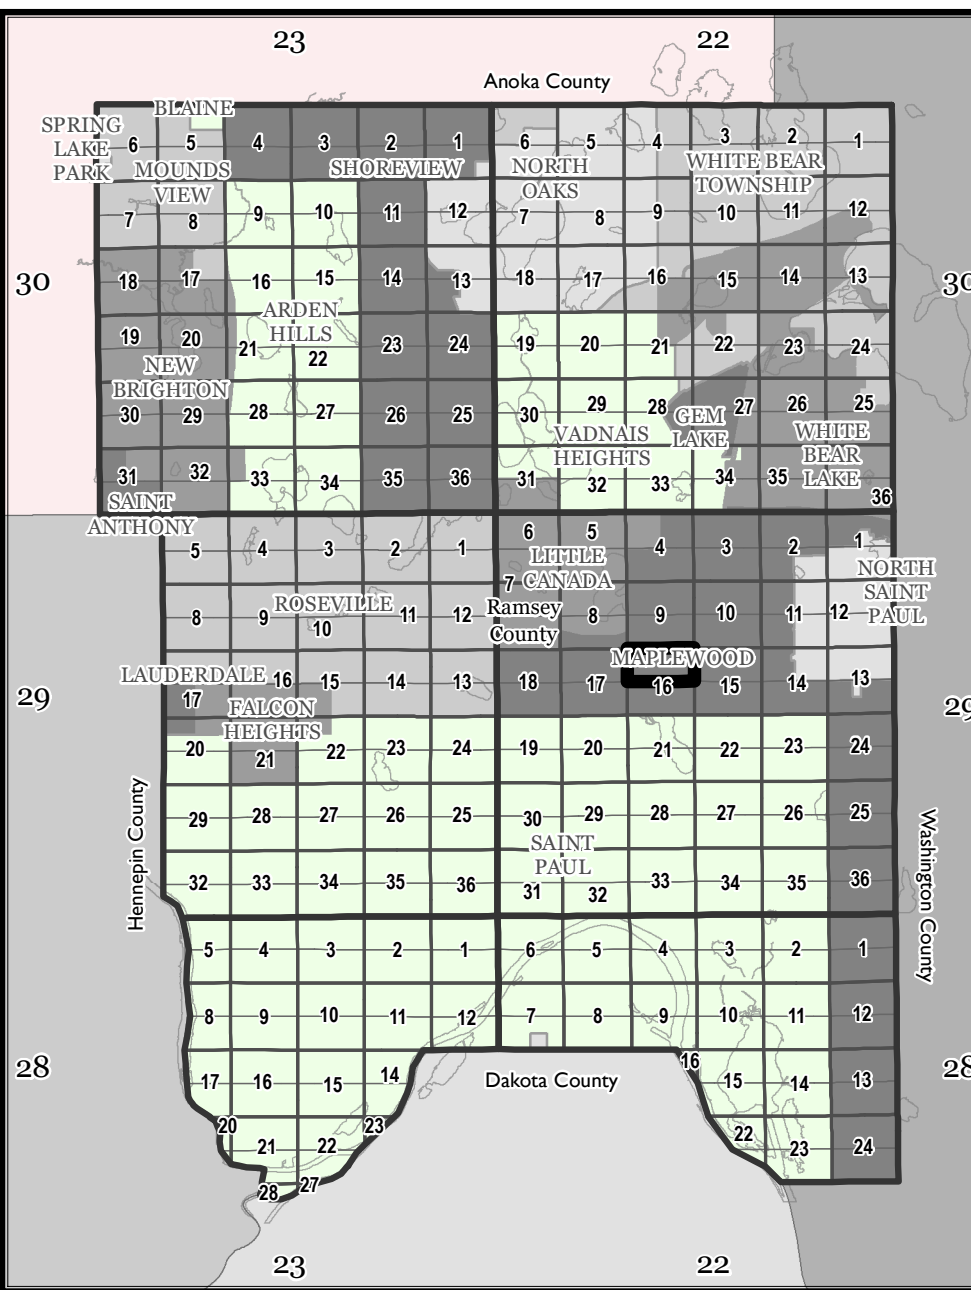 23 22
Anoka County
BLAINE
SPRING
LAKE
PARK
6 5 4 3 2 1 6 5 4 3 2 1
MOUNDS
VIEW
SHOREVIEW
NORTH
OAKS
WHITE BEAR
TOWNSHIP
7 8 9 10 11 12 7 8 9 10 11 12
30 18 17 16 15 14 13 18 17 16 15 14 13 30
ARDEN
HILLS
19 20 21 22 23 24 19 20 21 22 23 24
NEW
BRIGHTON
30 29 28 27 26 25 30 29 28 27 26 25
GEM
LAKE
VADNAIS
HEIGHTS
WHITE
BEAR
LAKE
31 32 33 34 35 36 31 32 33 34 35 36
SAINT
ANTHONY
5 4 3 2 1 6 5 4 3 2 1
LITTLE
CANADA
NORTH
SAINT
PAUL
8 9 10 11 12 7 8 9 10 11 12
ROSEVILLE
Ramsey
County
MAPLEWOOD
LAUDERDALE
29 17 16 15 14 13 18 17 16 15 14 13 29
FALCON
HEIGHTS
20 21 22 23 24 19 20 21 22 23 24
29 28 27 26 25 30 29 28 27 26 25
Hennepin County
Washington County
SAINT
PAUL
32 33 34 35 36 31 32 33 34 35 36
5 4 3 2 1 6 5 4 3 2 1
8 9 10 11 12 7 8 9 10 11 12
28 17 16 15 14 16 15 14 13 28
Dakota County
20 21 22 23 22 23 24
28 27
23 22